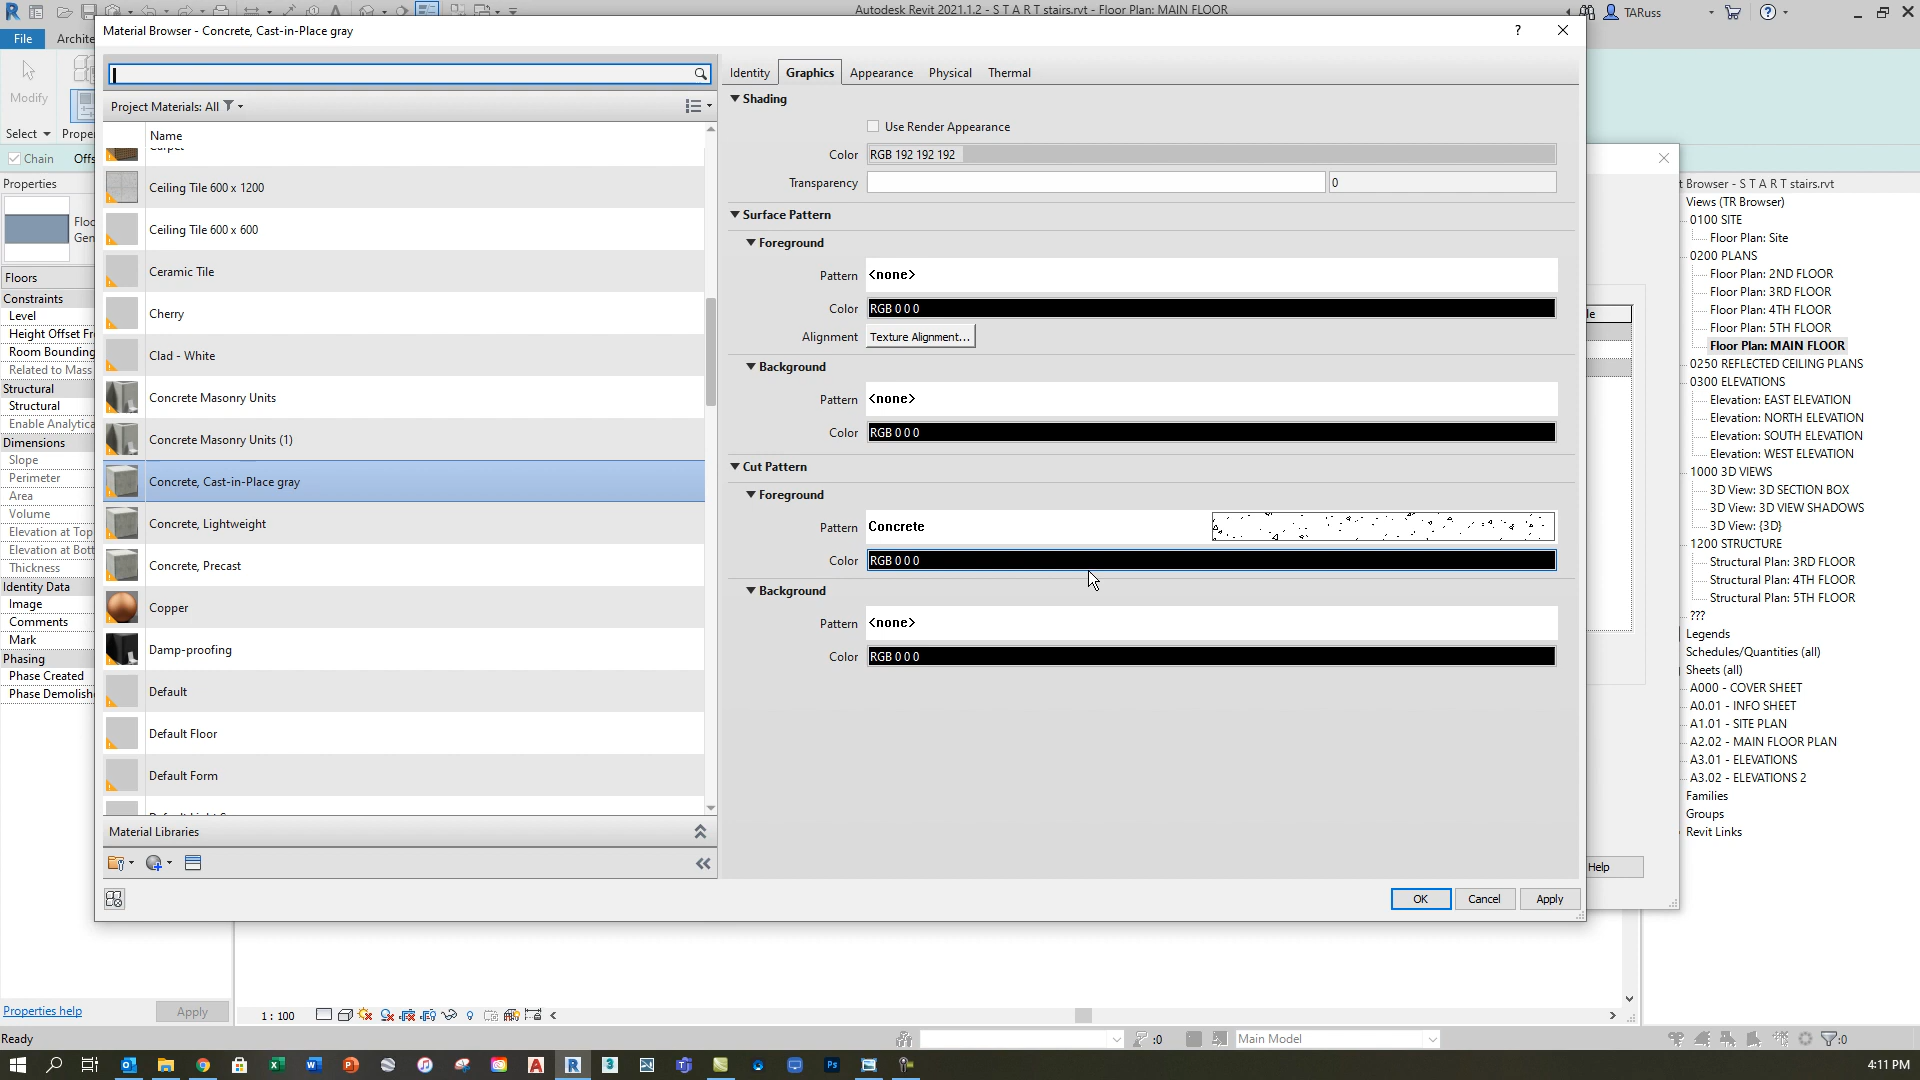 Autodesk Revit 2021.1.2 - S T A R T stairs.rvt - Floor Plan: MAIN FLOOR
TARuss
File
Archite
Modify
Select
Proper
Chain
Offs
Properties
Floo
Gen
Floors
Constraints
Level
Height Offset Fr
Room Bounding
Related to Mass
Structural
Structural
Enable Analytica
Dimensions
Slope
Perimeter
Area
Volume
Elevation at Top
Elevation at Bott
Thickness
Identity Data
Image
Comments
Mark
Phasing
Phase Created
Phase Demolish
Properties help
Apply
Material Browser - Concrete, Cast-in-Place gray
?
Project Materials: All
Name
Carpet
Ceiling Tile 600 x 1200
Ceiling Tile 600 x 600
Ceramic Tile
Cherry
Clad - White
Concrete Masonry Units
Concrete Masonry Units (1)
Concrete, Cast-in-Place gray
Concrete, Lightweight
Concrete, Precast
Copper
Damp-proofing
Default
Default Floor
Default Form
Material Libraries
Identity
Graphics
Appearance
Physical
Thermal
Shading
Use Render Appearance
Color
RGB 192 192 192
Transparency
0
Surface Pattern
Foreground
Pattern
<none>
Color
RGB 0 0 0
Alignment
Texture Alignment...
Background
Pattern
<none>
Color
RGB 0 0 0
Cut Pattern
Foreground
Pattern
Concrete
Color
RGB 0 0 0
Background
Pattern
<none>
Color
RGB 0 0 0
OK
Cancel
Apply
le
Help
t Browser - S T A R T stairs.rvt
Views (TR Browser)
0100 SITE
Floor Plan: Site
0200 PLANS
Floor Plan: 2ND FLOOR
Floor Plan: 3RD FLOOR
Floor Plan: 4TH FLOOR
Floor Plan: 5TH FLOOR
Floor Plan: MAIN FLOOR
0250 REFLECTED CEILING PLANS
0300 ELEVATIONS
Elevation: EAST ELEVATION
Elevation: NORTH ELEVATION
Elevation: SOUTH ELEVATION
Elevation: WEST ELEVATION
1000 3D VIEWS
3D View: 3D SECTION BOX
3D View: 3D VIEW SHADOWS
3D View: {3D}
1200 STRUCTURE
Structural Plan: 3RD FLOOR
Structural Plan: 4TH FLOOR
Structural Plan: 5TH FLOOR
???
Legends
Schedules/Quantities (all)
Sheets (all)
A000 - COVER SHEET
A0.01 - INFO SHEET
A1.01 - SITE PLAN
A2.02 - MAIN FLOOR PLAN
A3.01 - ELEVATIONS
A3.02 - ELEVATIONS 2
Families
Groups
Revit Links
1 : 100
Ready
:0
Main Model
:0
4:11 PM